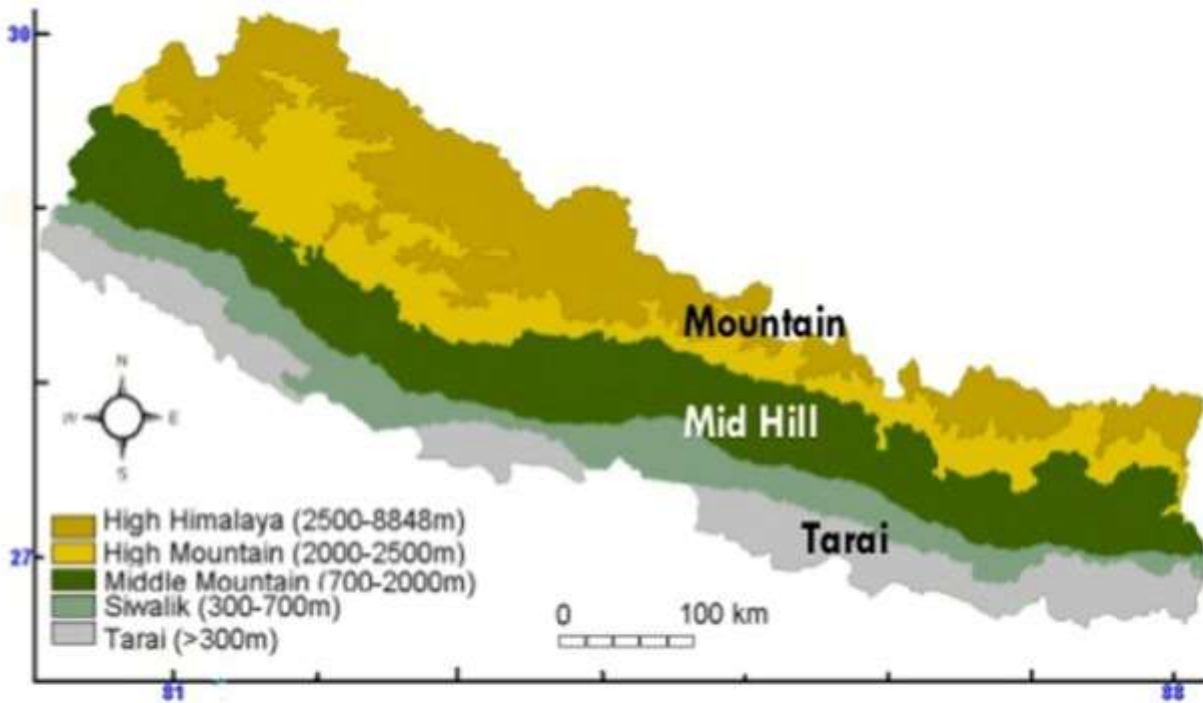 30
N
W E
S
Mountain
Mid Hill
Tarai
High Himalaya (2500-8848m)
High Mountain (2000-2500m)
Middle Mountain (700-2000m)
Siwalik (300-700m)
Tarai (>300m)
0 100 km
27
81 88